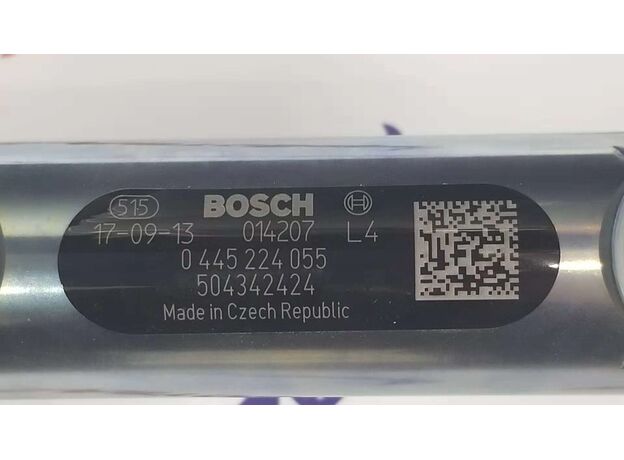 515 BOSCH
17-09-13 014207 L4
0 445 224 055
504342424
Made in Czech Republic